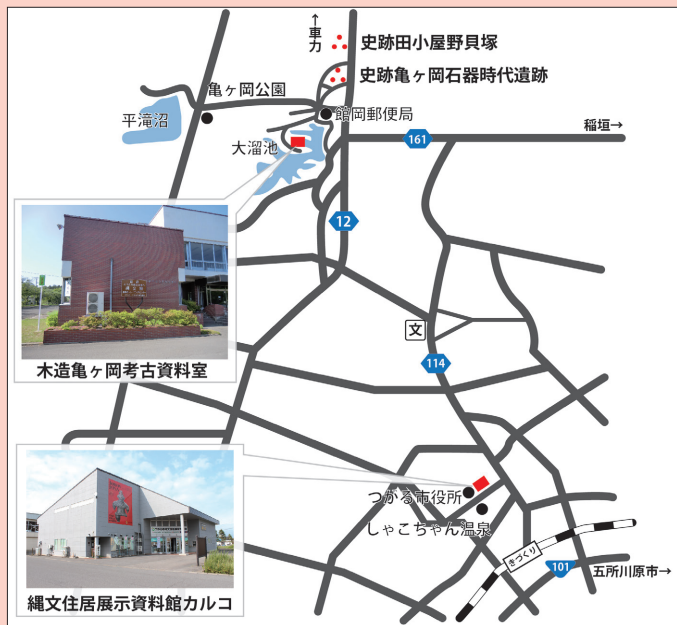 ↑車力
史跡田小屋野貝塚
史跡亀ヶ岡石器時代遺跡
亀ヶ岡公園
館岡郵便局
平滝沼
大溜池
稲垣→
161
12
木造亀ヶ岡考古資料室
文
114
つがる市役所
しゃこちゃん温泉
きづくり
101
五所川原市→
縄文住居展示資料館カルコ